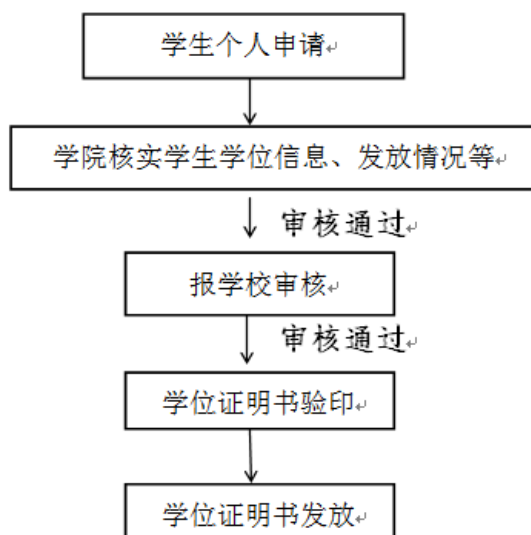 学生个人申请
学院核实学生学位信息、发放情况等
审核通过
报学校审核
审核通过
学位证明书验印
学位证明书发放